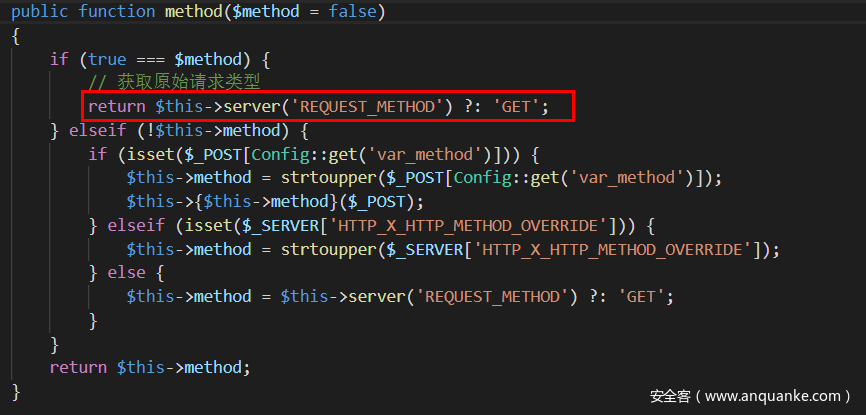 public function method($method = false)
{
    if (true === $method) {
        // 获取原始请求类型
        return $this->server('REQUEST_METHOD') ?: 'GET';
    } elseif (!$this->method) {
        if (isset($_POST[Config::get('var_method')])) {
            $this->method = strtoupper($_POST[Config::get('var_method')]);
            $this->{$this->method}($_POST);
        } elseif (isset($_SERVER['HTTP_X_HTTP_METHOD_OVERRIDE'])) {
            $this->method = strtoupper($_SERVER['HTTP_X_HTTP_METHOD_OVERRIDE']);
        } else {
            $this->method = $this->server('REQUEST_METHOD') ?: 'GET';
        }
    }
    return $this->method;
}
安全客（www.anquanke.com）